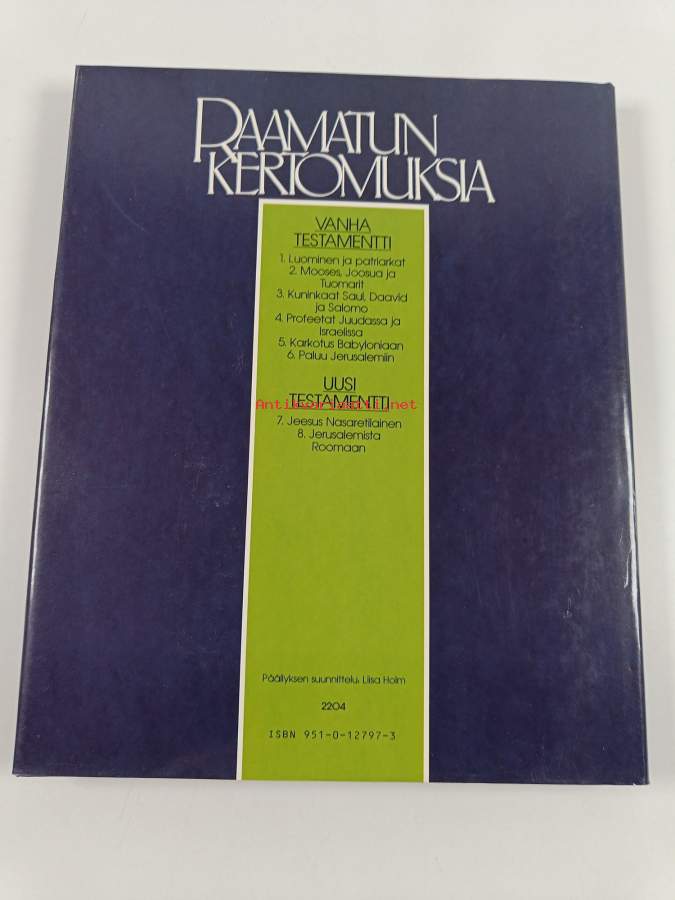 RAAMATUN
KERTOMUKSIA
VANHA
TESTAMENTTI
1. Luominen ja patriarkat
2. Mooses, Joosua ja
Tuomarit
3. Kuninkaat Saul, Daavid
ja Salomo
4. Profeetat Juudassa ja
Israelissa
5. Karkotus Babyloniaan
6. Paluu Jerusalemiin
UUSI
TESTAMENTTI
Antikvariaatti.net
7. Jeesus Nasaretilainen
8. Jerusalemista
Roomaan
Päällyksen suunnittelu: Liisa Holm
2204
ISBN 951-0-12797-3